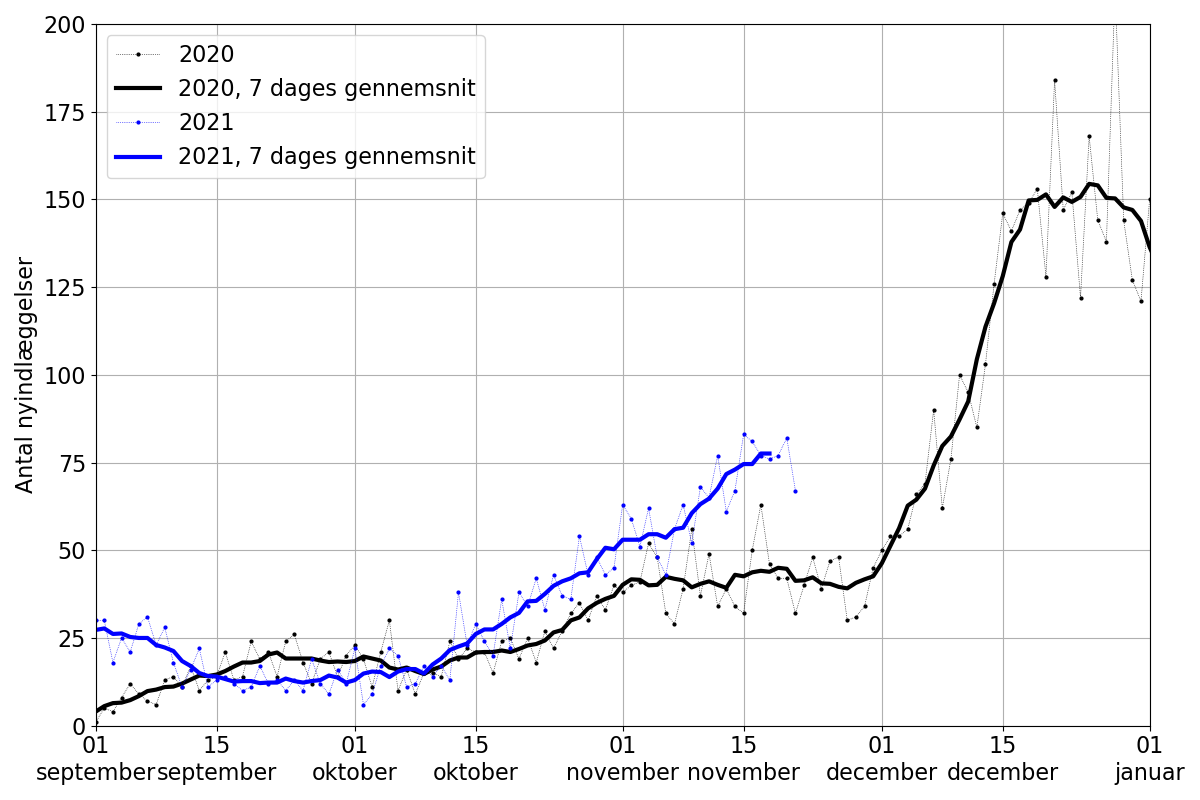 200
175
150
125
100
75
50
25
0
Antal nyindlæggelser
2020
2020, 7 dages gennemsnit
2021
2021, 7 dages gennemsnit
01 15 01 15 01 15 01 15 01
september september oktober oktober november november december december januar